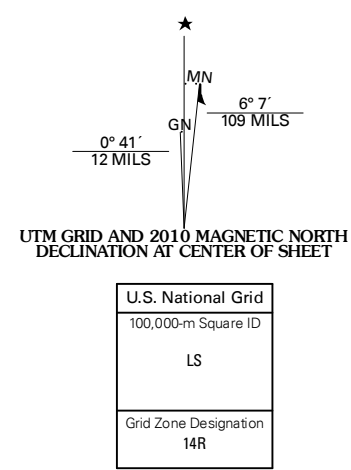 ★
MN
6° 7´
109 MILS
GN
0° 41´
12 MILS
UTM GRID AND 2010 MAGNETIC NORTH
DECLINATION AT CENTER OF SHEET
U.S. National Grid
100,000-m Square ID
LS
Grid Zone Designation
14R